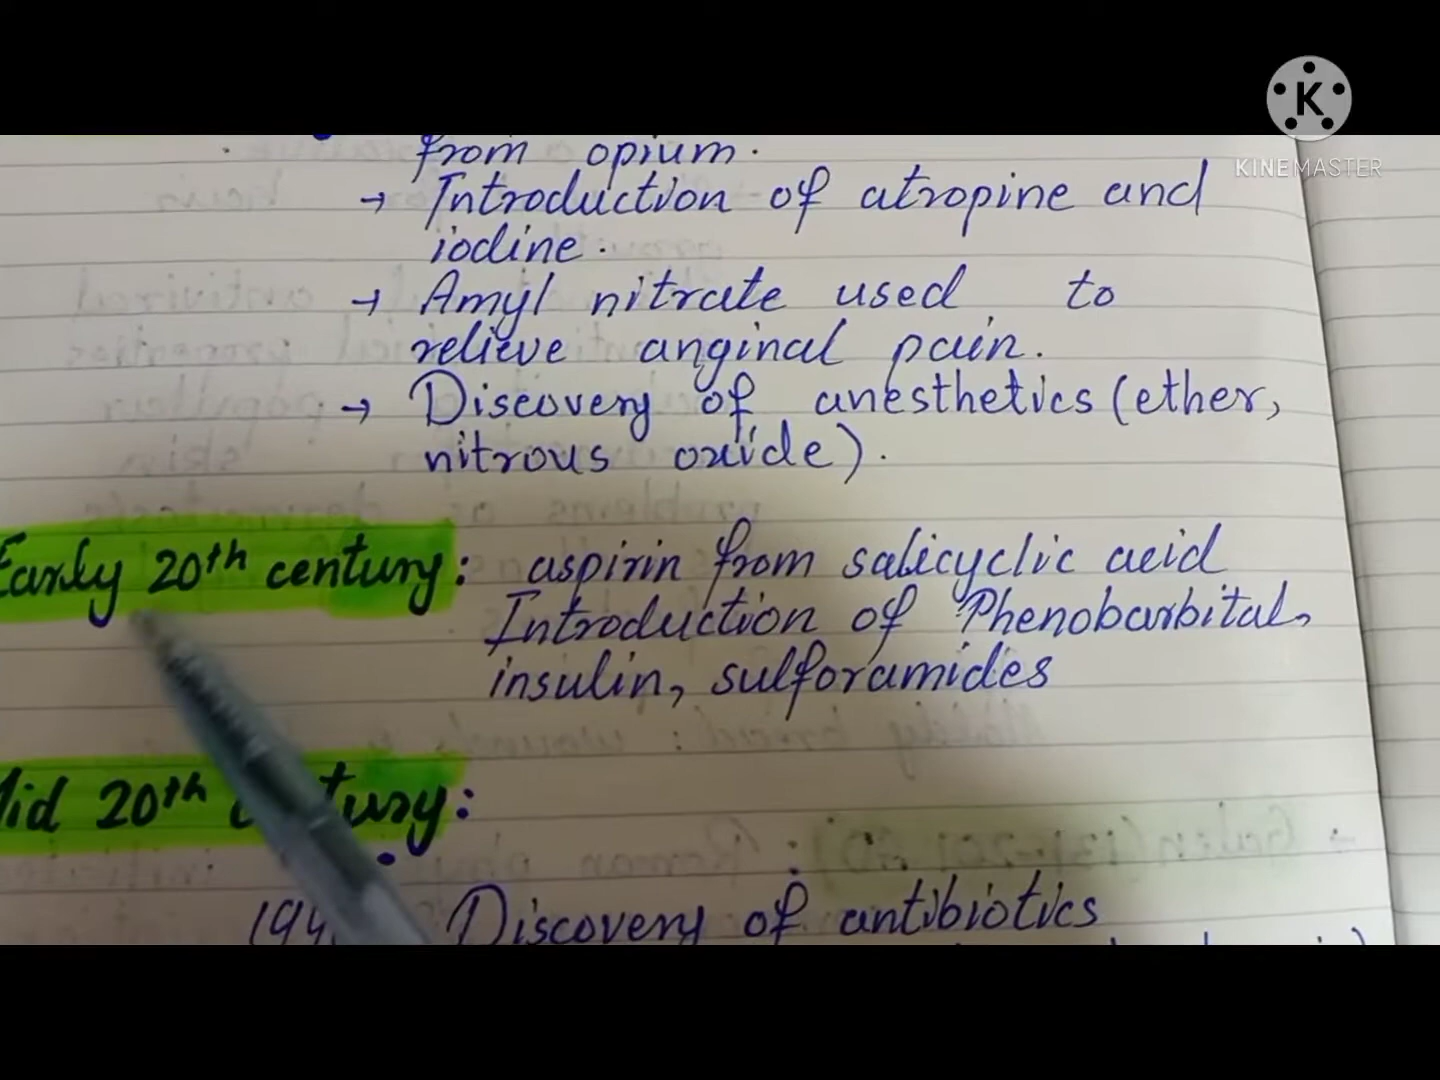 K
KINEMASTER
from opium.
→ Introduction of atropine and
iodine.
→ Amyl nitrate used to
relieve anginal pain.
→ Discovery of anesthetics (ether,
nitrous oxide).
Early 20th century: aspirin from salicyclic acid
Introduction of Phenobarbital,
insulin, sulforamides
Mid 20th century:
Discovery of antibiotics